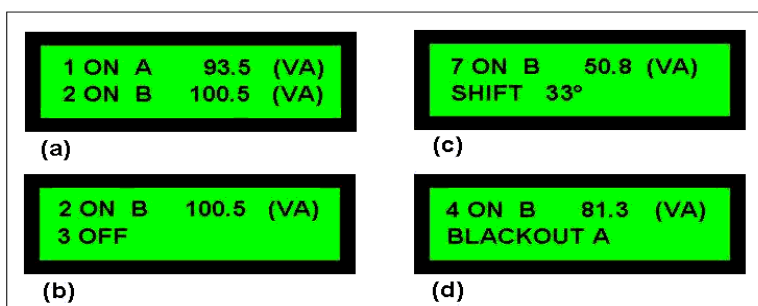 1 ON A 93.5 (VA)
2 ON B 100.5 (VA)
(a)
2 ON B 100.5 (VA)
3 OFF
(b)
7 ON B 50.8 (VA)
SHIFT 33°
(c)
4 ON B 81.3 (VA)
BLACKOUT A
(d)